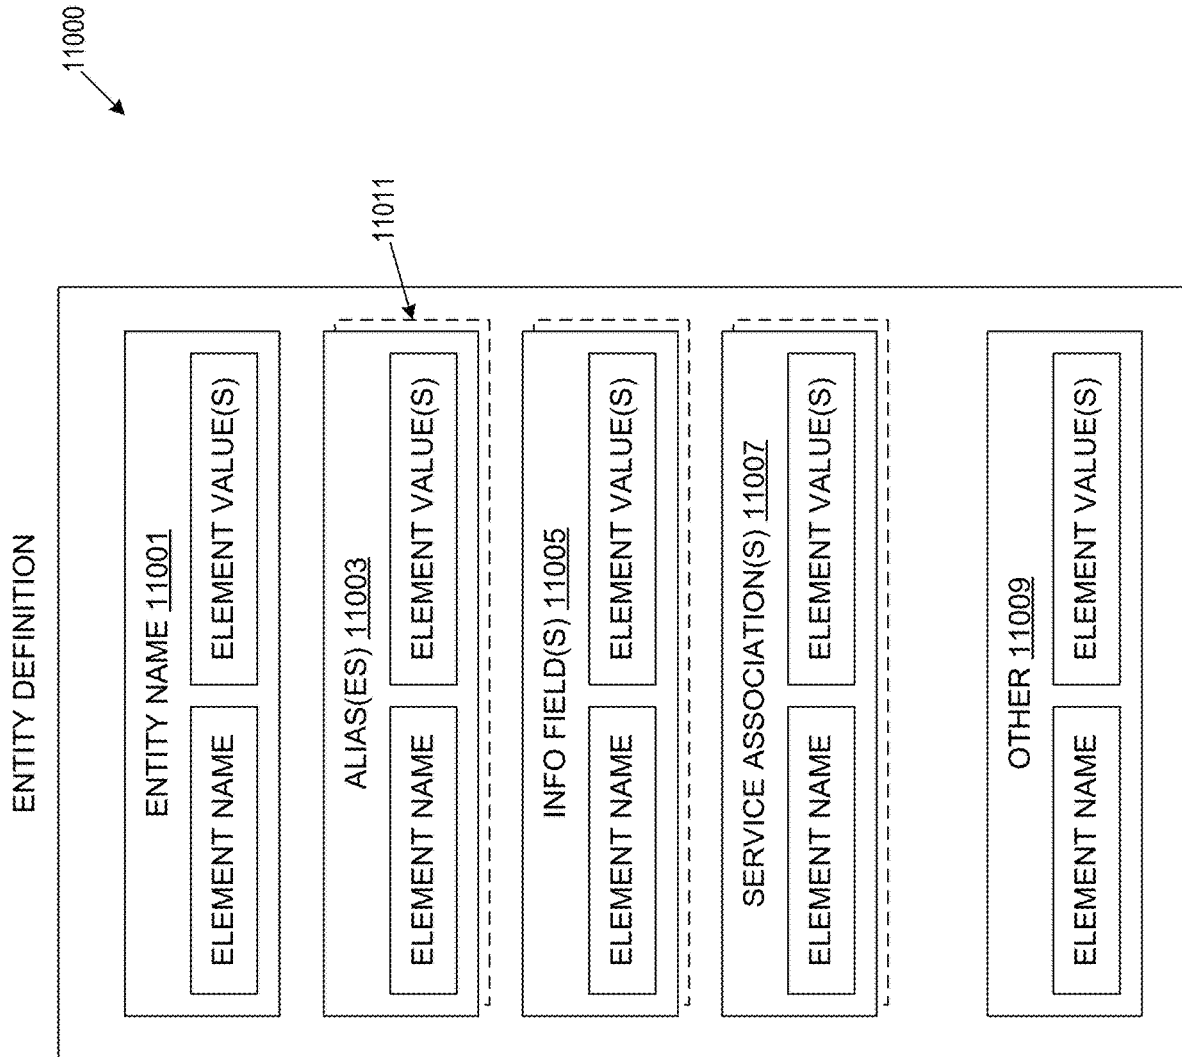 ENTITY DEFINITION
11000
ENTITY NAME 11001
ELEMENT NAME
ELEMENT VALUE(S)
11011
ALIAS(ES) 11003
ELEMENT NAME
ELEMENT VALUE(S)
INFO FIELD(S) 11005
ELEMENT NAME
ELEMENT VALUE(S)
SERVICE ASSOCIATION(S) 11007
ELEMENT NAME
ELEMENT VALUE(S)
OTHER 11009
ELEMENT NAME
ELEMENT VALUE(S)